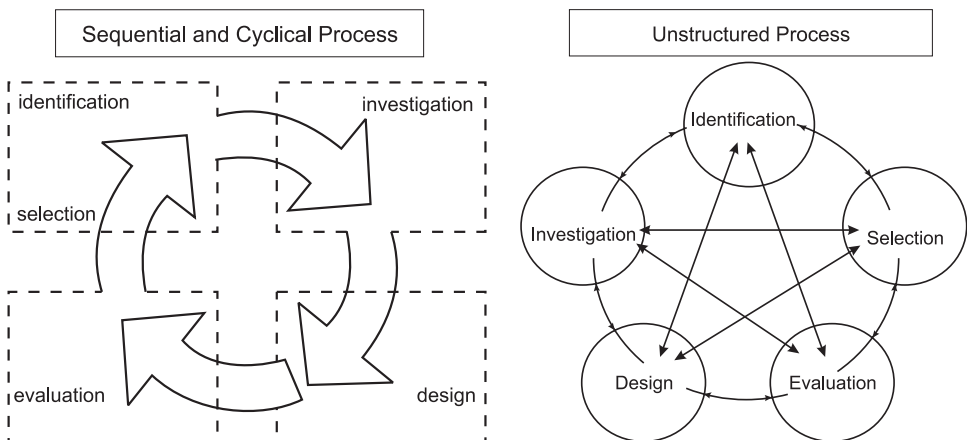 Sequential and Cyclical Process
identification
investigation
selection
evaluation
design
Unstructured Process
Identification
Investigation
Selection
Design
Evaluation